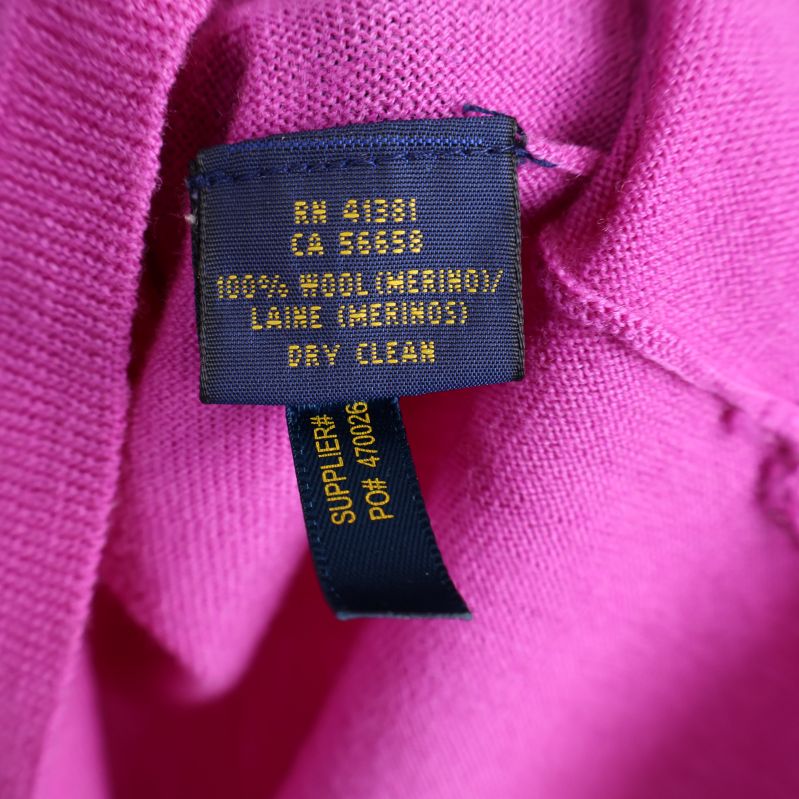 RN 41381
CA 56658
100% WOOL (MERINO)/
LAINE (MERINOS)
DRY CLEAN
SUPPLIER#
PO# 470026